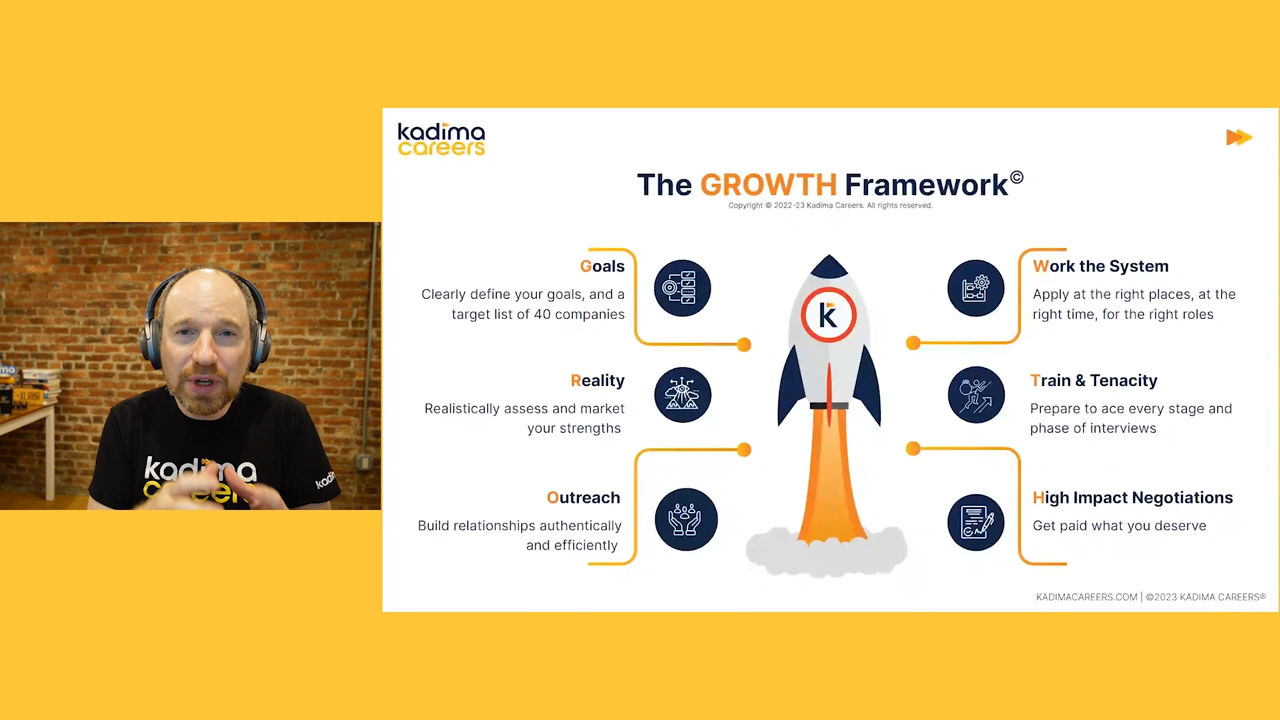 kadima
careers
The GROWTH Framework©
Copyright © 2022-23 Kadima Careers. All rights reserved.
Goals
Clearly define your goals, and a
target list of 40 companies
Reality
Realistically assess and market
your strengths
Outreach
Build relationships authentically
and efficiently
k
Work the System
Apply at the right places, at the
right time, for the right roles
Train & Tenacity
Prepare to ace every stage and
phase of interviews
High Impact Negotiations
Get paid what you deserve
KADIMACAREERS.COM | ©2023 KADIMA CAREERS®
kadima
careers